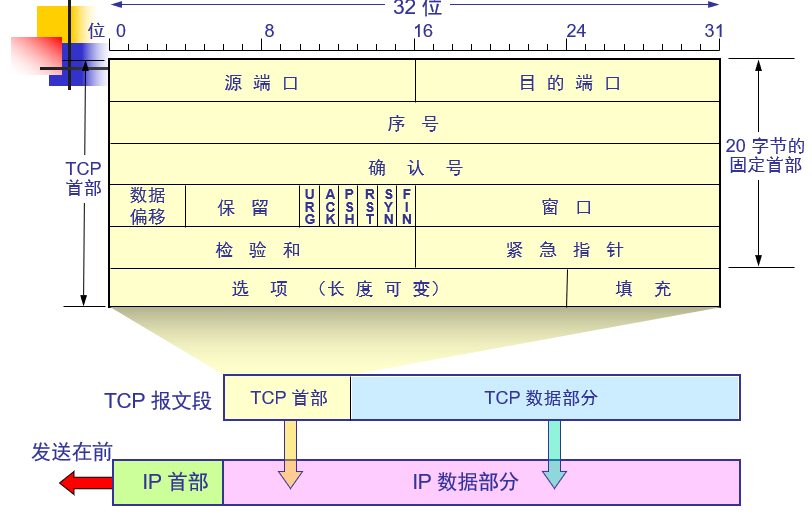 32 位
位 0 8 16 24 31
源 端 口 目 的 端 口
序 号
确 认 号
TCP
首部
20 字节的
固定首部
数据
偏移
保 留
URG
ACK
PSH
RST
SYN
FIN
窗 口
检 验 和 紧 急 指 针
选 项 （长 度 可 变） 填 充
TCP 报文段 TCP 首部 TCP 数据部分
发送在前
IP 首部 IP 数据部分